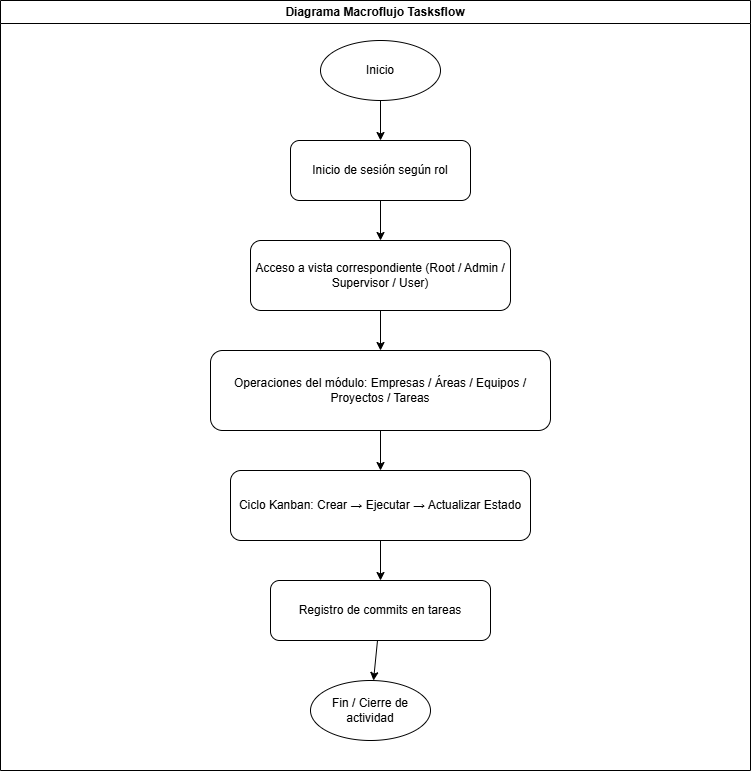 Diagrama Macroflujo Tasksflow
Inicio
Inicio de sesión según rol
Acceso a vista correspondiente (Root / Admin /
Supervisor / User)
Operaciones del módulo: Empresas / Áreas / Equipos /
Proyectos / Tareas
Ciclo Kanban: Crear → Ejecutar → Actualizar Estado
Registro de commits en tareas
Fin / Cierre de
actividad